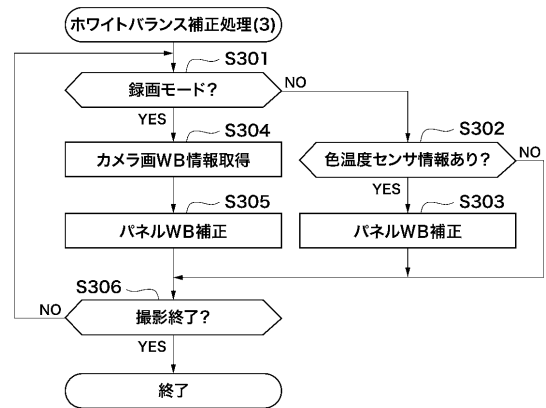 ホワイトバランス補正処理(3)
S301
録画モード?
NO
YES
S304
カメラ画WB情報取得
S302
色温度センサ情報あり?
NO
YES
S305
パネルWB補正
S303
パネルWB補正
S306
撮影終了?
NO
YES
終了